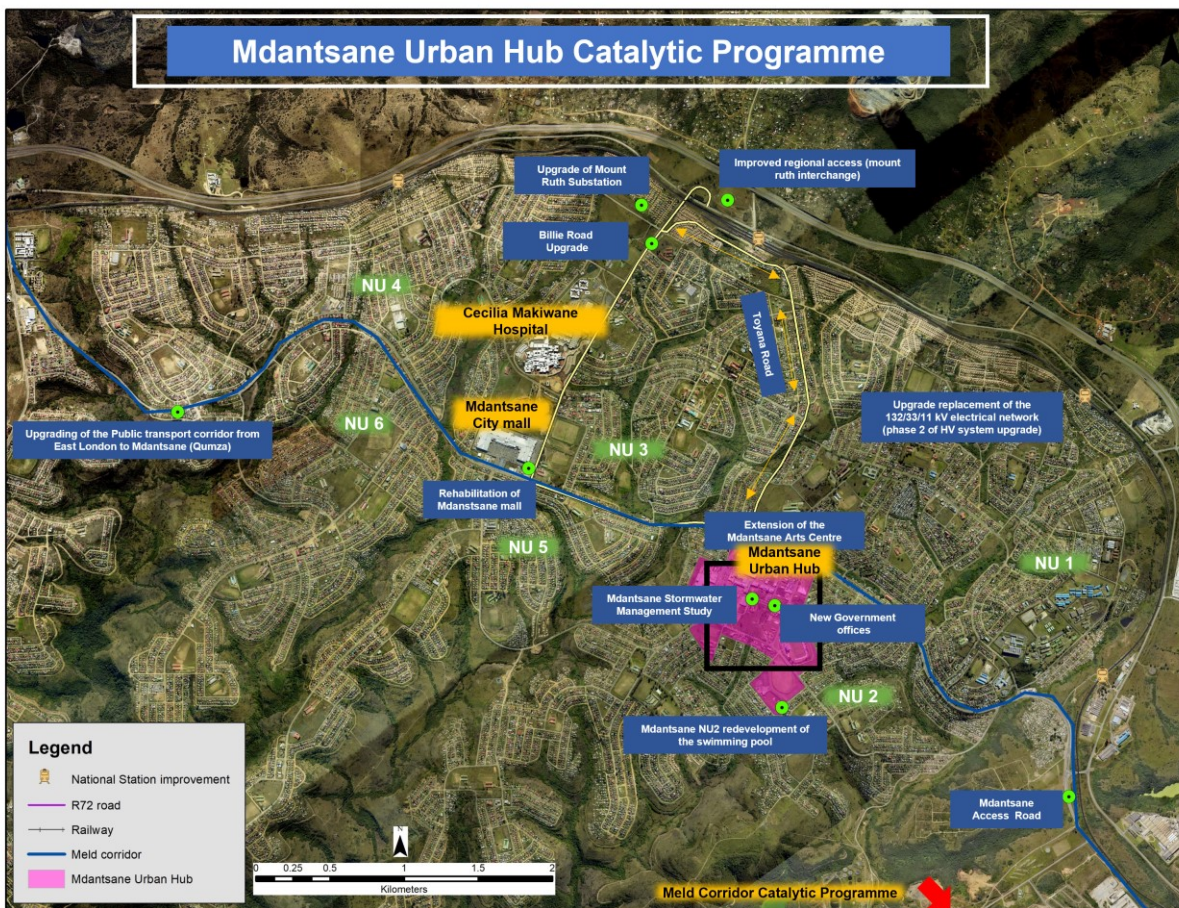 Mdantsane Urban Hub Catalytic Programme
Upgrade of Mount
Ruth Substation
Improved regional access (mount
ruth interchange)
Billie Road
Upgrade
NU 4
Cecilia Makiwane
Hospital
Toyana Road
Mdantsane
City mall
Upgrade replacement of the
132/33/11 kV electrical network
(phase 2 of HV system upgrade)
Upgrading of the Public transport corridor from
East London to Mdantsane (Qumza)
NU 6
NU 3
Rehabilitation of
Mdanstsane mall
NU 5
Extension of the
Mdantsane Arts Centre
Mdantsane
Urban Hub
NU 1
Mdantsane Stormwater
Management Study
New Government
offices
NU 2
Mdantsane NU2 redevelopment of
the swimming pool
Mdantsane
Access Road
Legend
National Station improvement
R72 road
Railway
Meld corridor
Mdantsane Urban Hub
N
0 0.25 0.5 1 1.5 2
Kilometers
Meld Corridor Catalytic Programme